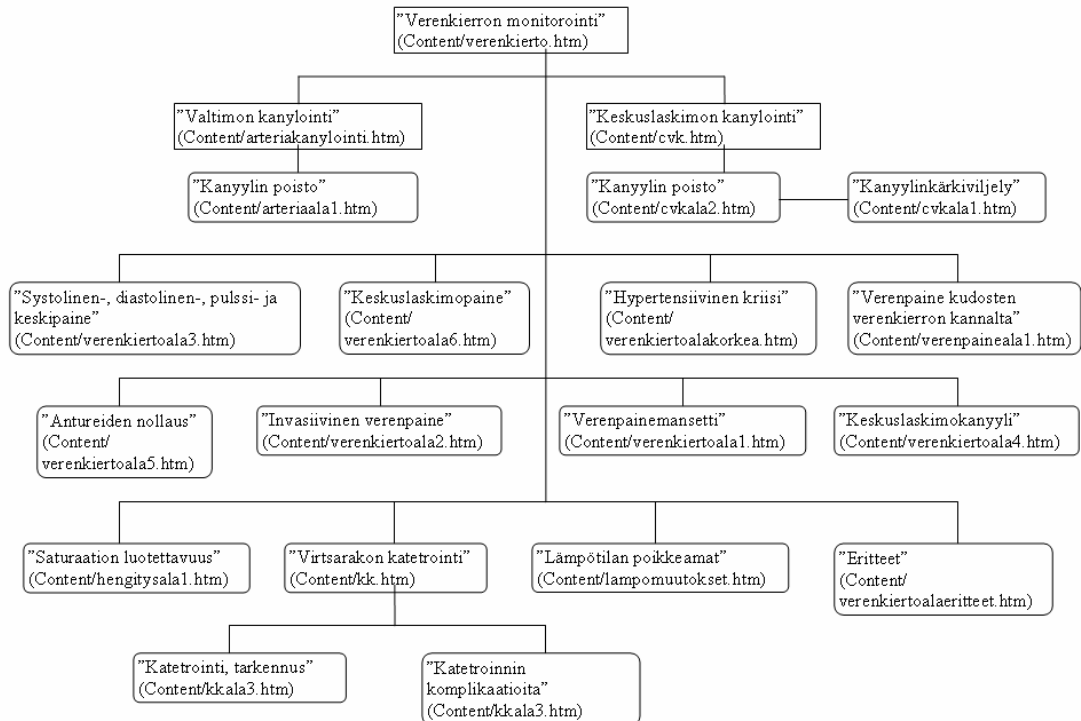 ”Verenkierron monitorointi”
(Content/verenkierto.htm)
”Valtimon kanylointi”
(Content/arteriakanylointi.htm)
”Keskuslaskimon kanylointi”
(Content/cvk.htm)
”Kanyylin poisto”
(Content/arteriaala1.htm)
”Kanyylin poisto”
(Content/cvkala2.htm)
”Kanyylinkärkiviljely”
(Content/cvkala1.htm)
”Systolinen-, diastolinen-, pulssi- ja
keskipaine”
(Content/verenkiertoala3.htm)
”Keskuslaskimopaine”
(Content/
verenkiertoala6.htm)
”Hypertensiivinen kriisi”
(Content/
verenkiertoalakorkea.htm)
”Verenpaine kudosten
verenkierron kannalta”
(Content/verenpaineala1.htm)
”Antureiden nollaus”
(Content/
verenkiertoala5.htm)
”Invasiivinen verenpaine”
(Content/verenkiertoala2.htm)
”Verenpainemansetti”
(Content/verenkiertoala1.htm)
”Keskuslaskimokanyyli”
(Content/verenkiertoala4.htm)
”Saturaation luotettavuus”
(Content/hengitysala1.htm)
”Virtsarakon katetrointi”
(Content/kk.htm)
”Lämpötilan poikkeamat”
(Content/lampomuutokset.htm)
”Eritteet”
(Content/
verenkiertoalaeritteet.htm)
”Katetrointi, tarkennus”
(Content/kkala3.htm)
”Katetroinnin
komplikaatioita”
(Content/kkala3.htm)